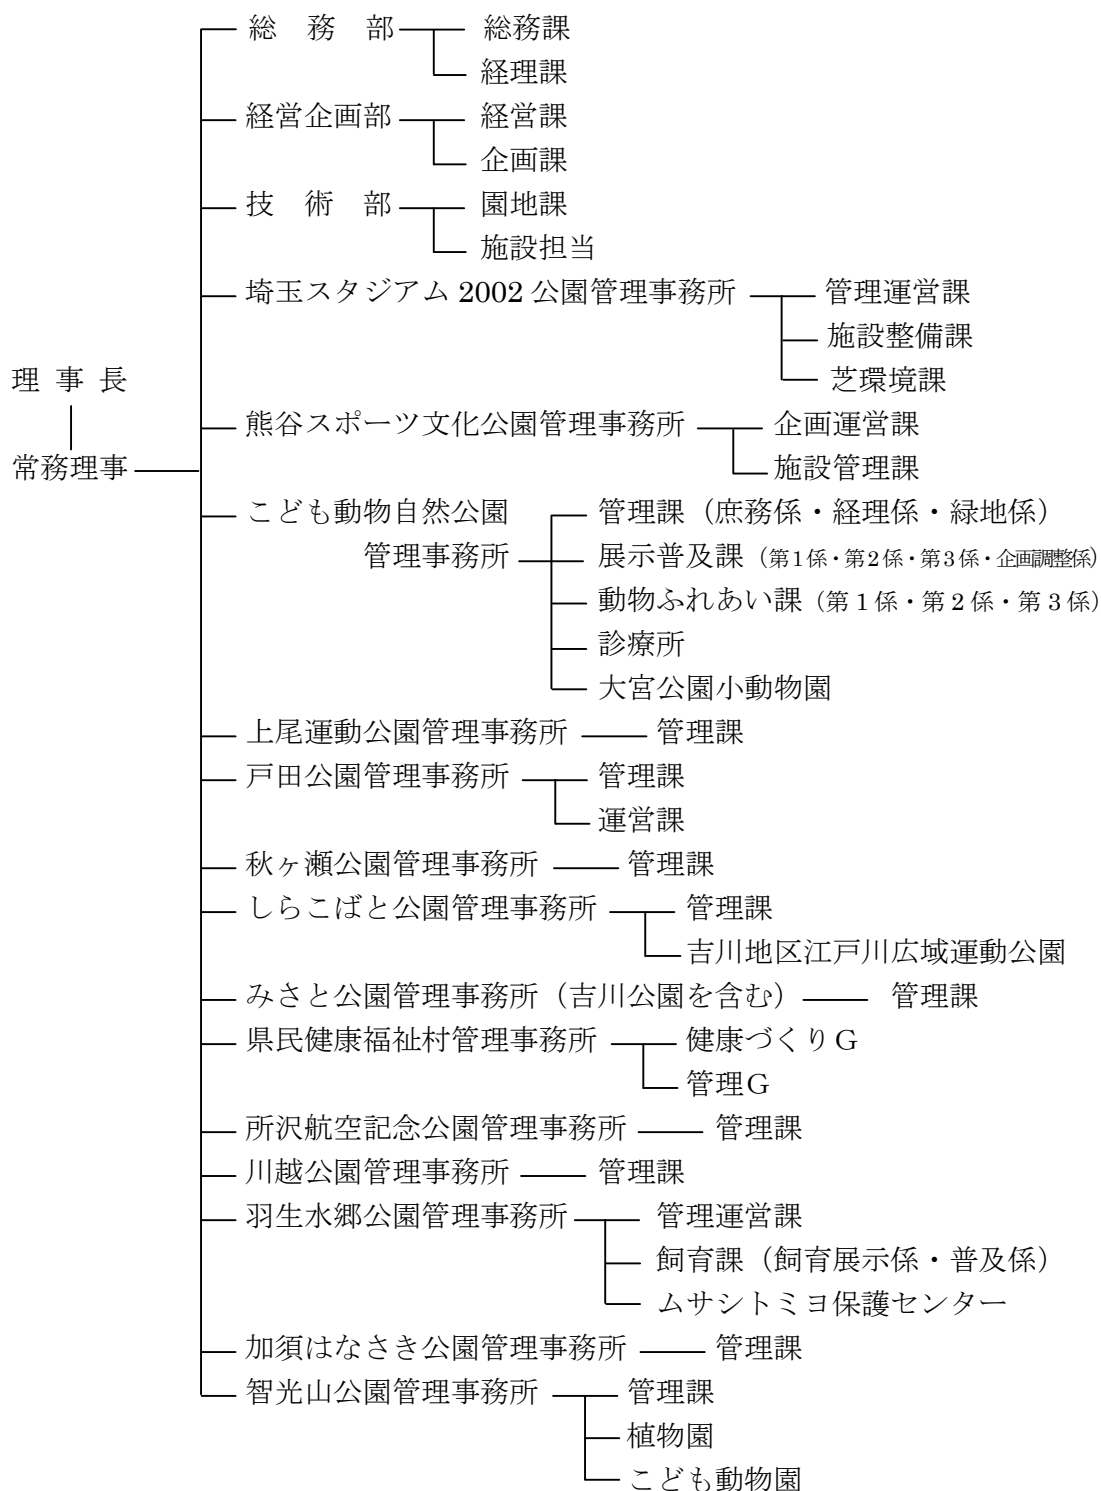 総務部 総務課
経理課
経営企画部 経営課
企画課
技術部 園地課
施設担当
埼玉スタジアム 2002 公園管理事務所 管理運営課
施設整備課
理事長 芝環境課
熊谷スポーツ文化公園管理事務所 企画運営課
常務理事 施設管理課
こども動物自然公園 管理課（庶務係・経理係・緑地係）
管理事務所 展示普及課（第1係・第2係・第3係・企画調整係）
動物ふれあい課（第1係・第2係・第3係）
診療所
大宮公園小動物園
上尾運動公園管理事務所 管理課
戸田公園管理事務所 管理課
運営課
秋ヶ瀬公園管理事務所 管理課
しらこばと公園管理事務所 管理課
吉川地区江戸川広域運動公園
みさと公園管理事務所（吉川公園を含む） 管理課
県民健康福祉村管理事務所 健康づくりＧ
管理Ｇ
所沢航空記念公園管理事務所 管理課
川越公園管理事務所 管理課
羽生水郷公園管理事務所 管理運営課
飼育課（飼育展示係・普及係）
ムサシトミヨ保護センター
加須はなさき公園管理事務所 管理課
智光山公園管理事務所 管理課
植物園
こども動物園